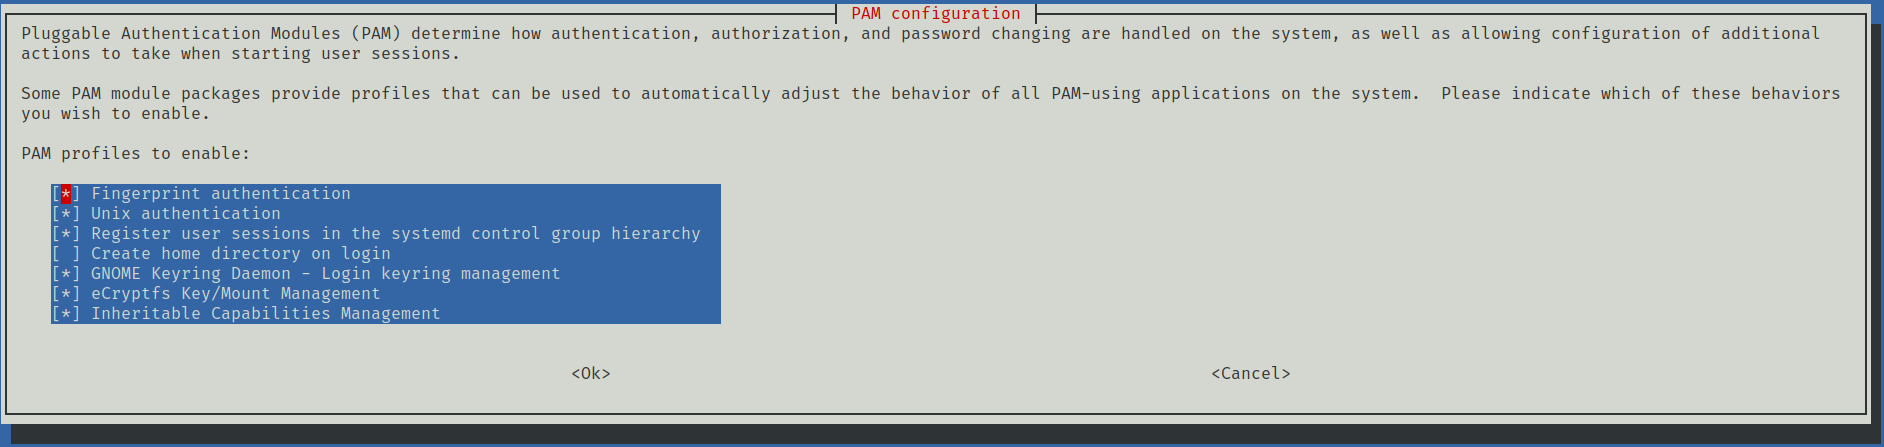 PAM configuration
Pluggable Authentication Modules (PAM) determine how authentication, authorization, and password changing are handled on the system, as well as allowing configuration of additional
actions to take when starting user sessions.
Some PAM module packages provide profiles that can be used to automatically adjust the behavior of all PAM-using applications on the system.  Please indicate which of these behaviors
you wish to enable.
PAM profiles to enable:
[*] Fingerprint authentication
[*] Unix authentication
[*] Register user sessions in the systemd control group hierarchy
[ ] Create home directory on login
[*] GNOME Keyring Daemon - Login keyring management
[*] eCryptfs Key/Mount Management
[*] Inheritable Capabilities Management
<Ok> <Cancel>